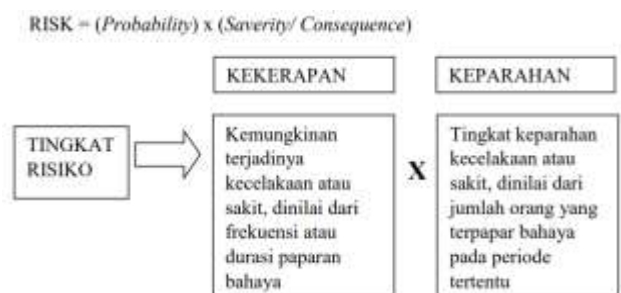 RISK = (Probability) x (Saverity/ Consequence)
KEKERAPAN
KEPARAHAN
TINGKAT
RISIKO
Kemungkinan
terjadinya
kecelakaan atau
sakit, dinilai dari
frekuensi atau
durasi paparan
bahaya
X
Tingkat keparahan
kecelakaan atau
sakit, dinilai dari
jumlah orang yang
terpapar bahaya
pada periode
tertentu